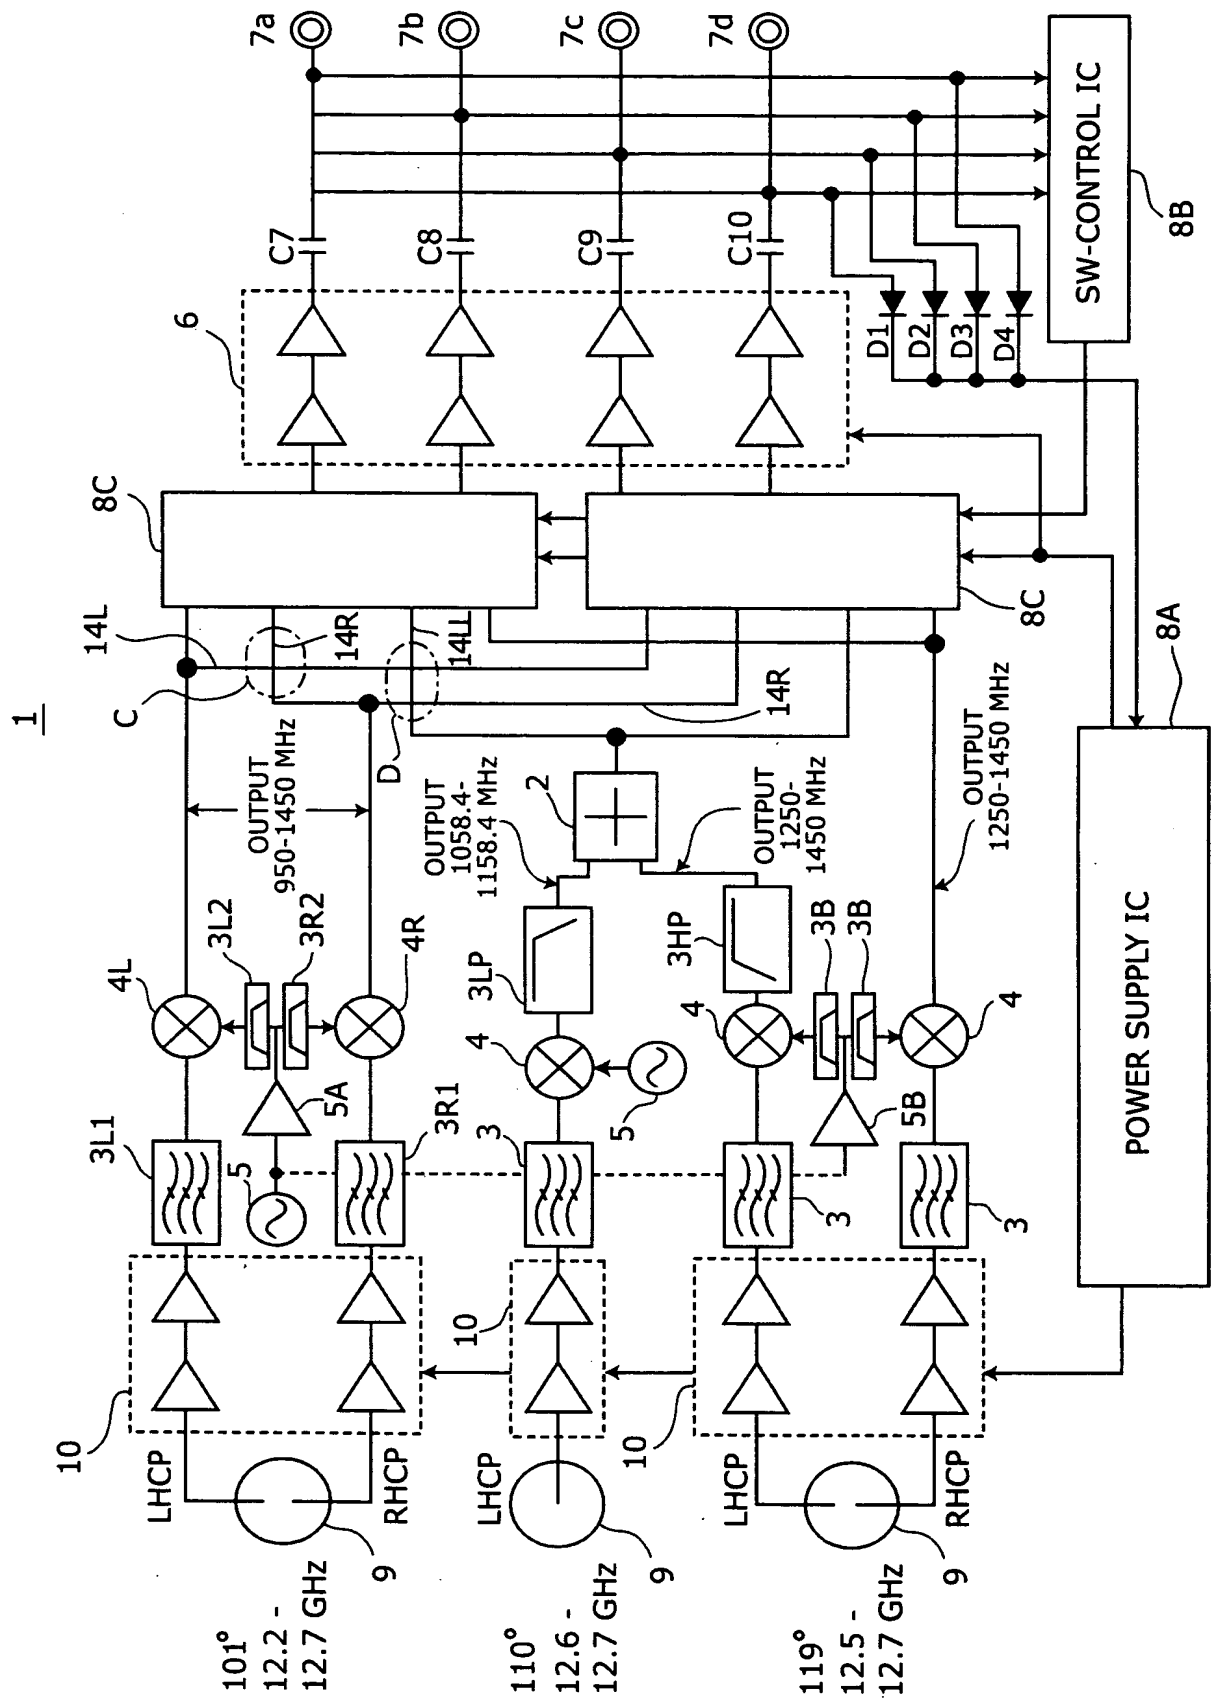 1
7a
7b
7c
7d
C7
C8
C9
C10
6
D1
D2
D3
D4
SW-CONTROL IC
8B
8C
8C
8A
POWER SUPPLY IC
14L
C
14R
14L
D
14R
OUTPUT
950-1450 MHz
OUTPUT
1058.4-
1158.4 MHz
2
OUTPUT
1250-
1450 MHz
OUTPUT
1250-1450 MHz
4L
3L2
3R2
4R
3LP
3HP
4
4
3B
3B
4
3L1
5
5A
3R1
3
5
3
5B
3
10
10
10
LHCP
RHCP
LHCP
LHCP
RHCP
9
9
9
101°
12.2 -
12.7 GHz
110°
12.6 -
12.7 GHz
119°
12.5 -
12.7 GHz